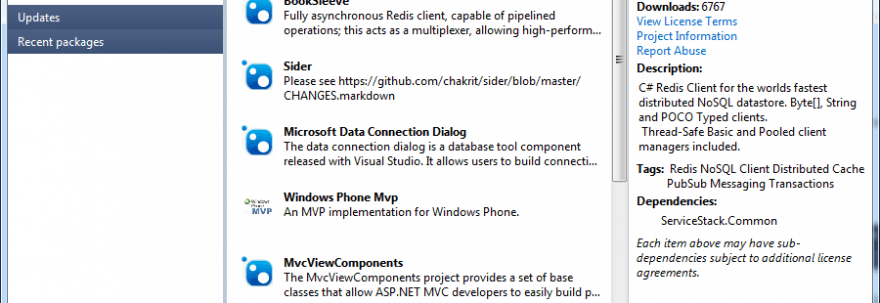 Updates
Recent packages
BookSleeve
Fully asynchronous Redis client, capable of pipelined
operations; this acts as a multiplexer, allowing high-perform...
Sider
Please see https://github.com/chakrit/sider/blob/master/
CHANGES.markdown
Microsoft Data Connection Dialog
The data connection dialog is a database tool component
released with Visual Studio. It allows users to build connecti...
Windows Phone MVP
Windows Phone Mvp
An MVP implementation for Windows Phone.
MvcViewComponents
The MvcViewComponents project provides a set of base
classes that allow ASP.NET MVC developers to easily build p...
Downloads: 6767
View License Terms
Project Information
Report Abuse
Description:
C# Redis Client for the worlds fastest
distributed NoSQL datastore. Byte[], String
and POCO Typed clients.
Thread-Safe Basic and Pooled client
managers included.
Tags: Redis NoSQL Client Distributed Cache
PubSub Messaging Transactions
Dependencies:
ServiceStack.Common
Each item above may have sub-
dependencies subject to additional license
agreements.